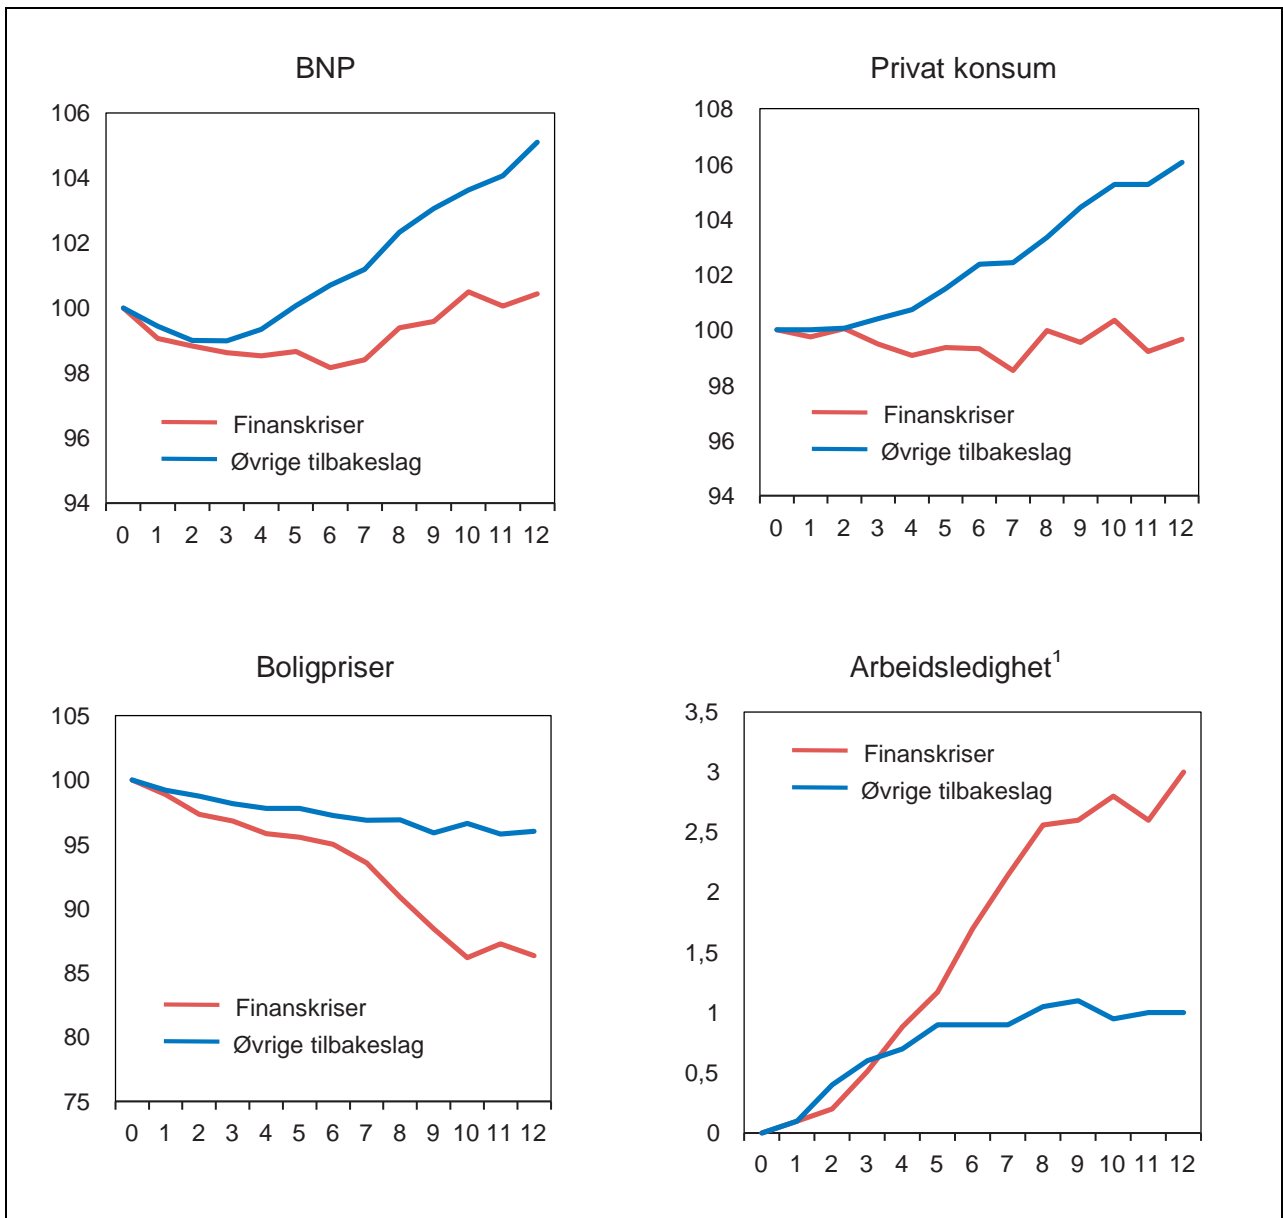 BNP
106
104
102
100
98
96
94
Finanskriser
Øvrige tilbakeslag
0 1 2 3 4 5 6 7 8 9 10 11 12
Privat konsum
108
106
104
102
100
98
96
94
Finanskriser
Øvrige tilbakeslag
0 1 2 3 4 5 6 7 8 9 10 11 12
Boligpriser
105
100
95
90
85
80
75
Finanskriser
Øvrige tilbakeslag
0 1 2 3 4 5 6 7 8 9 10 11 12
Arbeidsledighet¹
3,5
3
2,5
2
1,5
1
0,5
0
Finanskriser
Øvrige tilbakeslag
0 1 2 3 4 5 6 7 8 9 10 11 12